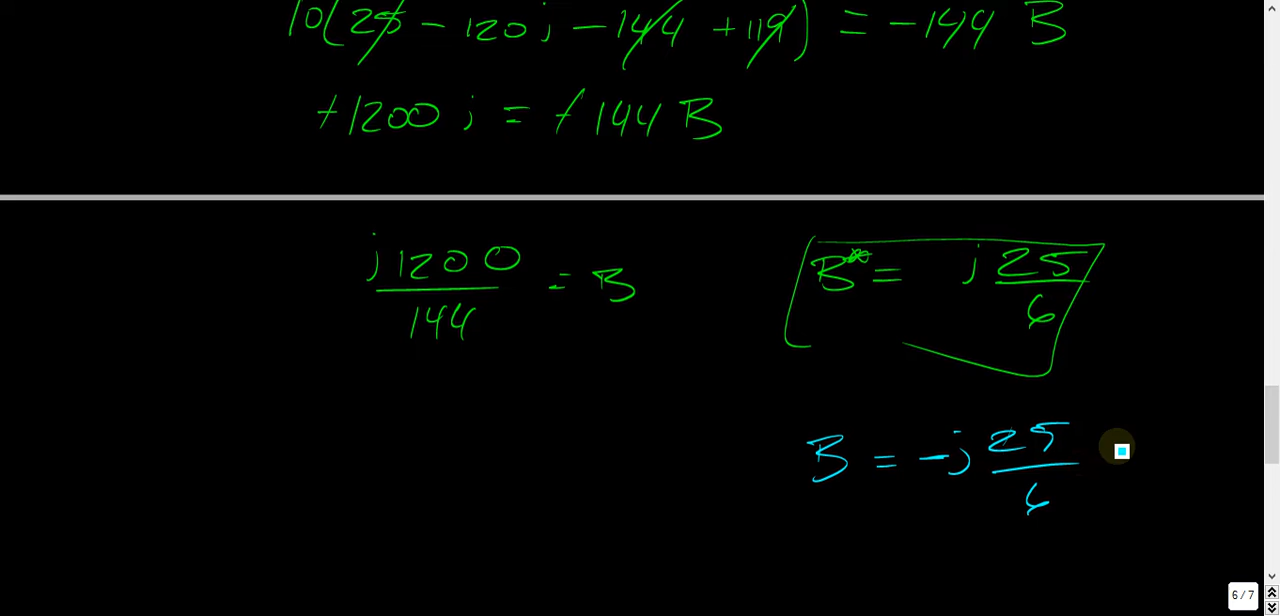 10(25 - 120j - 144 + 119) = -144 B
+1200 j = +144 B
j1200/144 = B
B* = j 25/6
B = -j 25/6
6 / 7